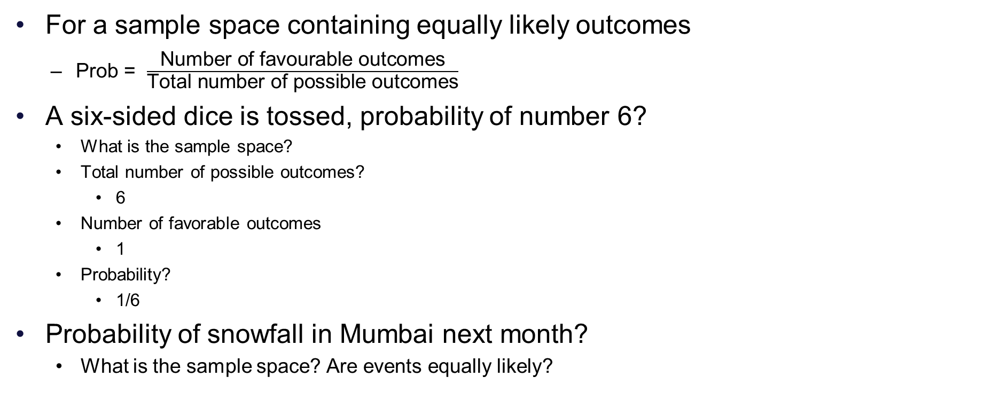 • For a sample space containing equally likely outcomes
– Prob = Number of favourable outcomes
Total number of possible outcomes
• A six-sided dice is tossed, probability of number 6?
• What is the sample space?
• Total number of possible outcomes?
• 6
• Number of favorable outcomes
• 1
• Probability?
• 1/6
• Probability of snowfall in Mumbai next month?
• What is the sample space? Are events equally likely?